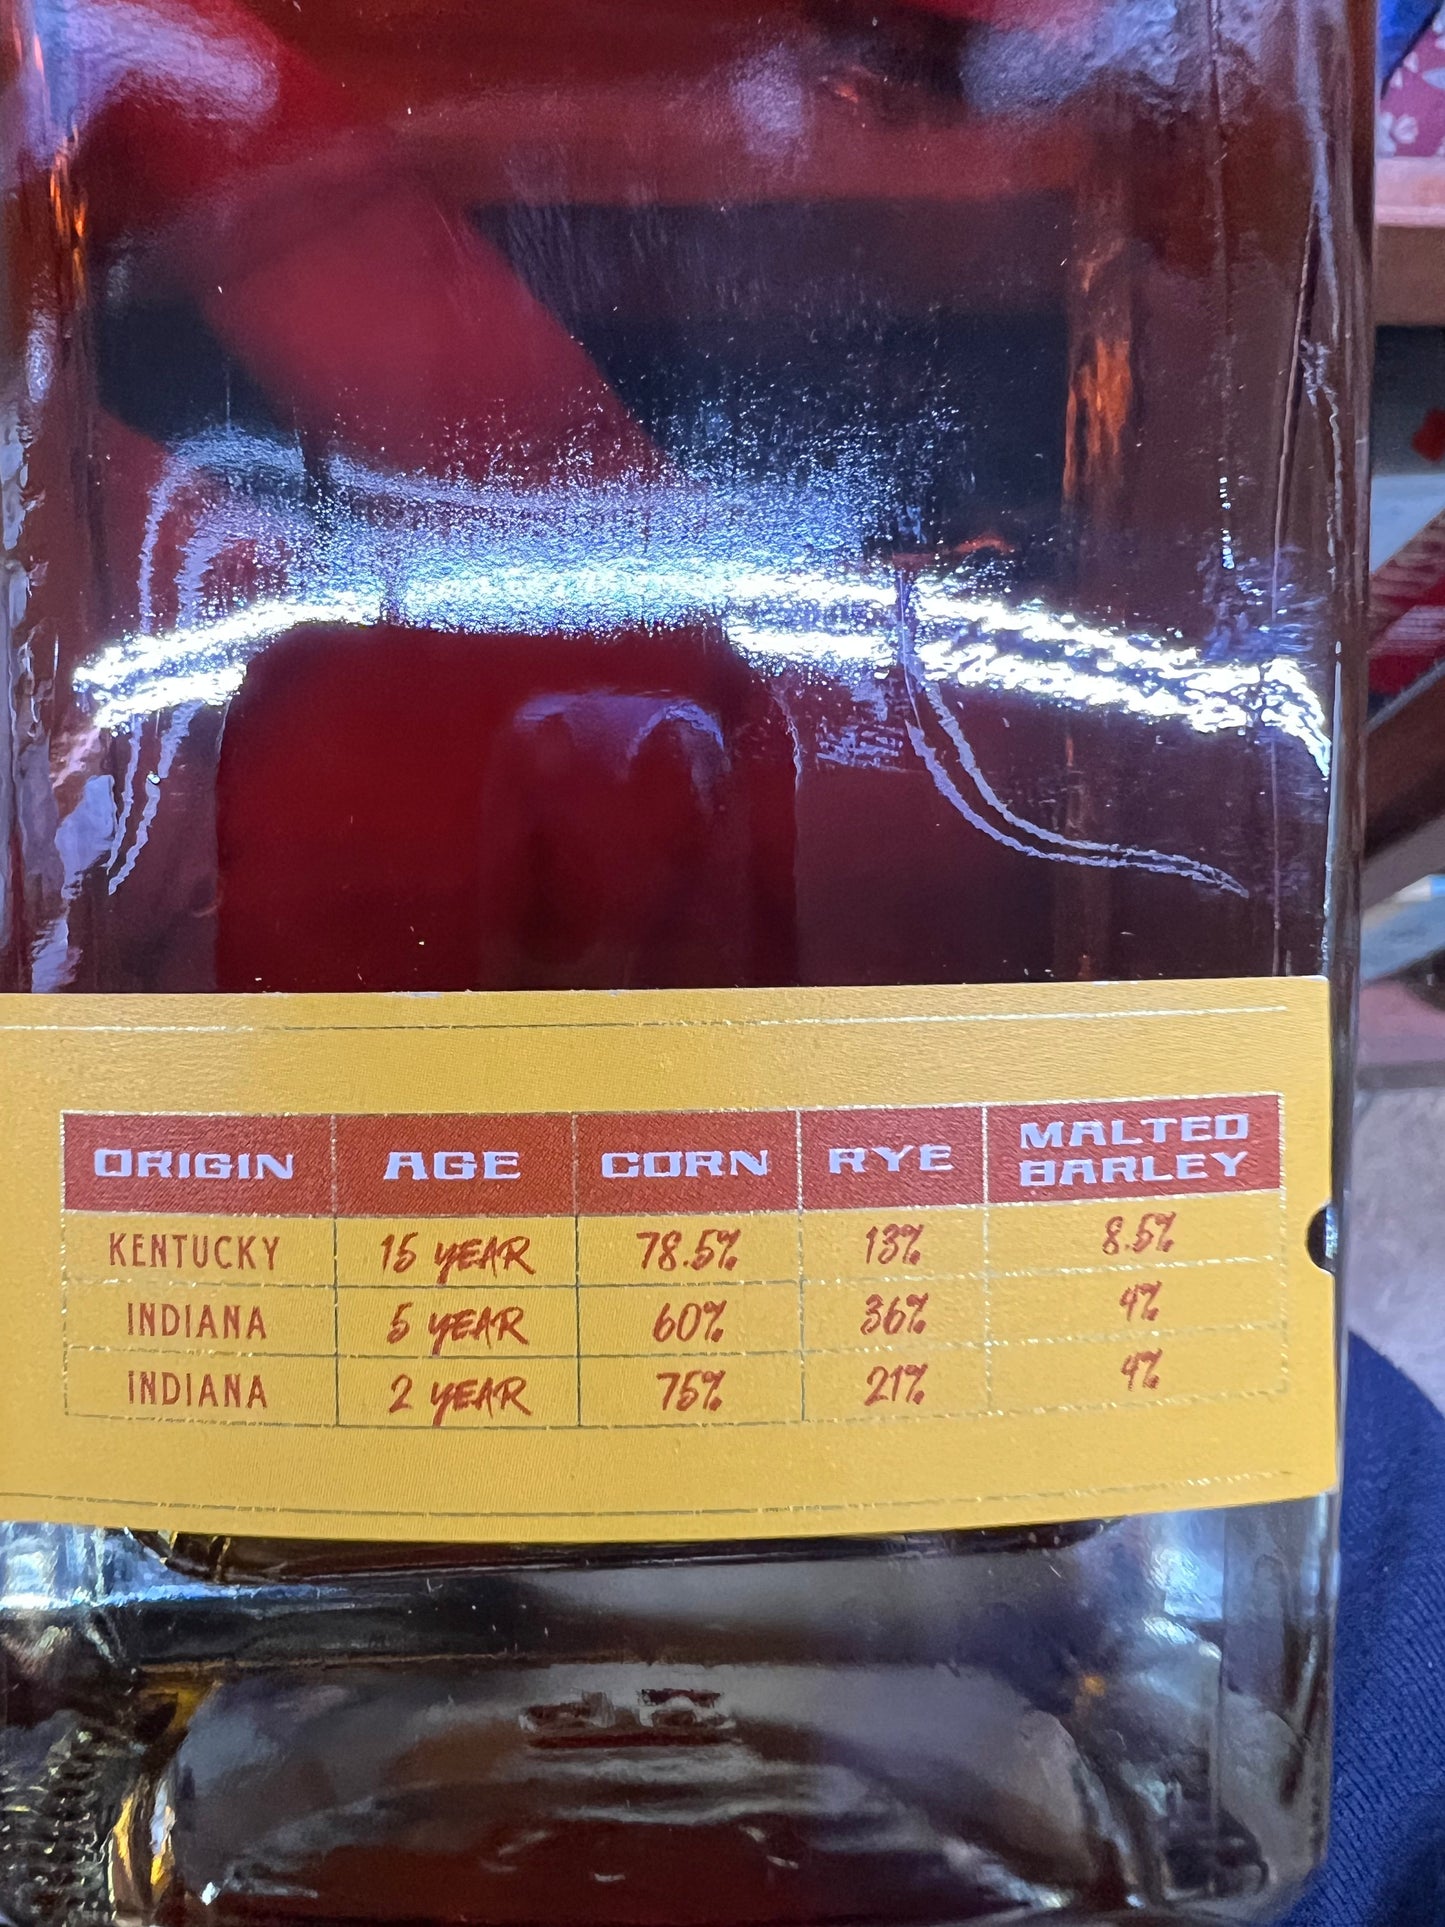 ORIGIN AGE CORN RYE MALTED BARLEY
KENTUCKY 15 YEAR 78.5% 13% 8.5%
INDIANA 5 YEAR 60% 36% 4%
INDIANA 2 YEAR 75% 21% 4%